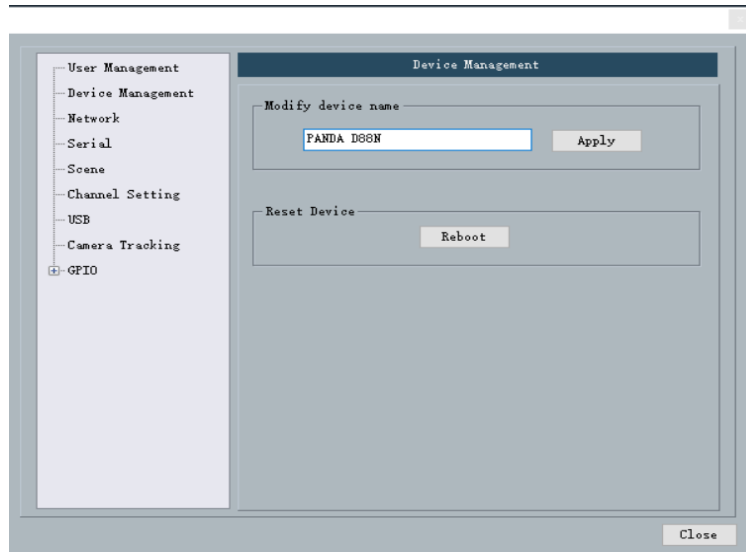 User Management
Device Management
Network
Serial
Scene
Channel Setting
USB
Camera Tracking
GPIO
Device Management
Modify device name
PANDA D88N
Apply
Reset Device
Reboot
Close